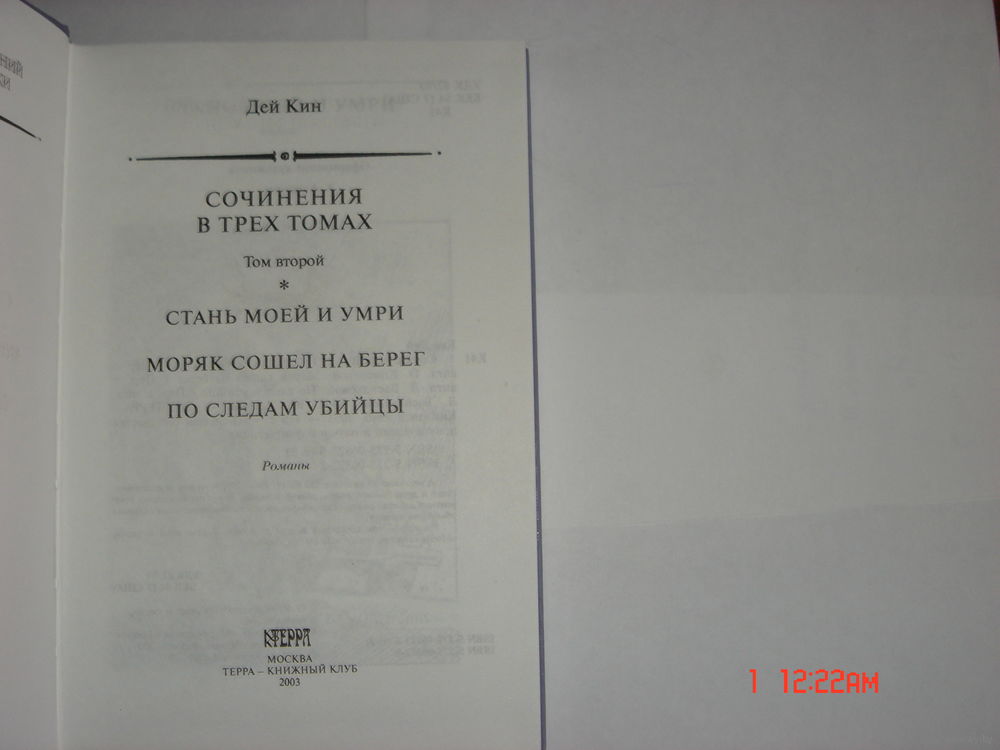 Дей Кин
СОЧИНЕНИЯ
В ТРЕХ ТОМАХ
Том второй
*
СТАНЬ МОЕЙ И УМРИ
МОРЯК СОШЕЛ НА БЕРЕГ
ПО СЛЕДАМ УБИЙЦЫ
Романы
ТЕРРА
МОСКВА
ТЕРРА – КНИЖНЫЙ КЛУБ
2003
1 12:22AM